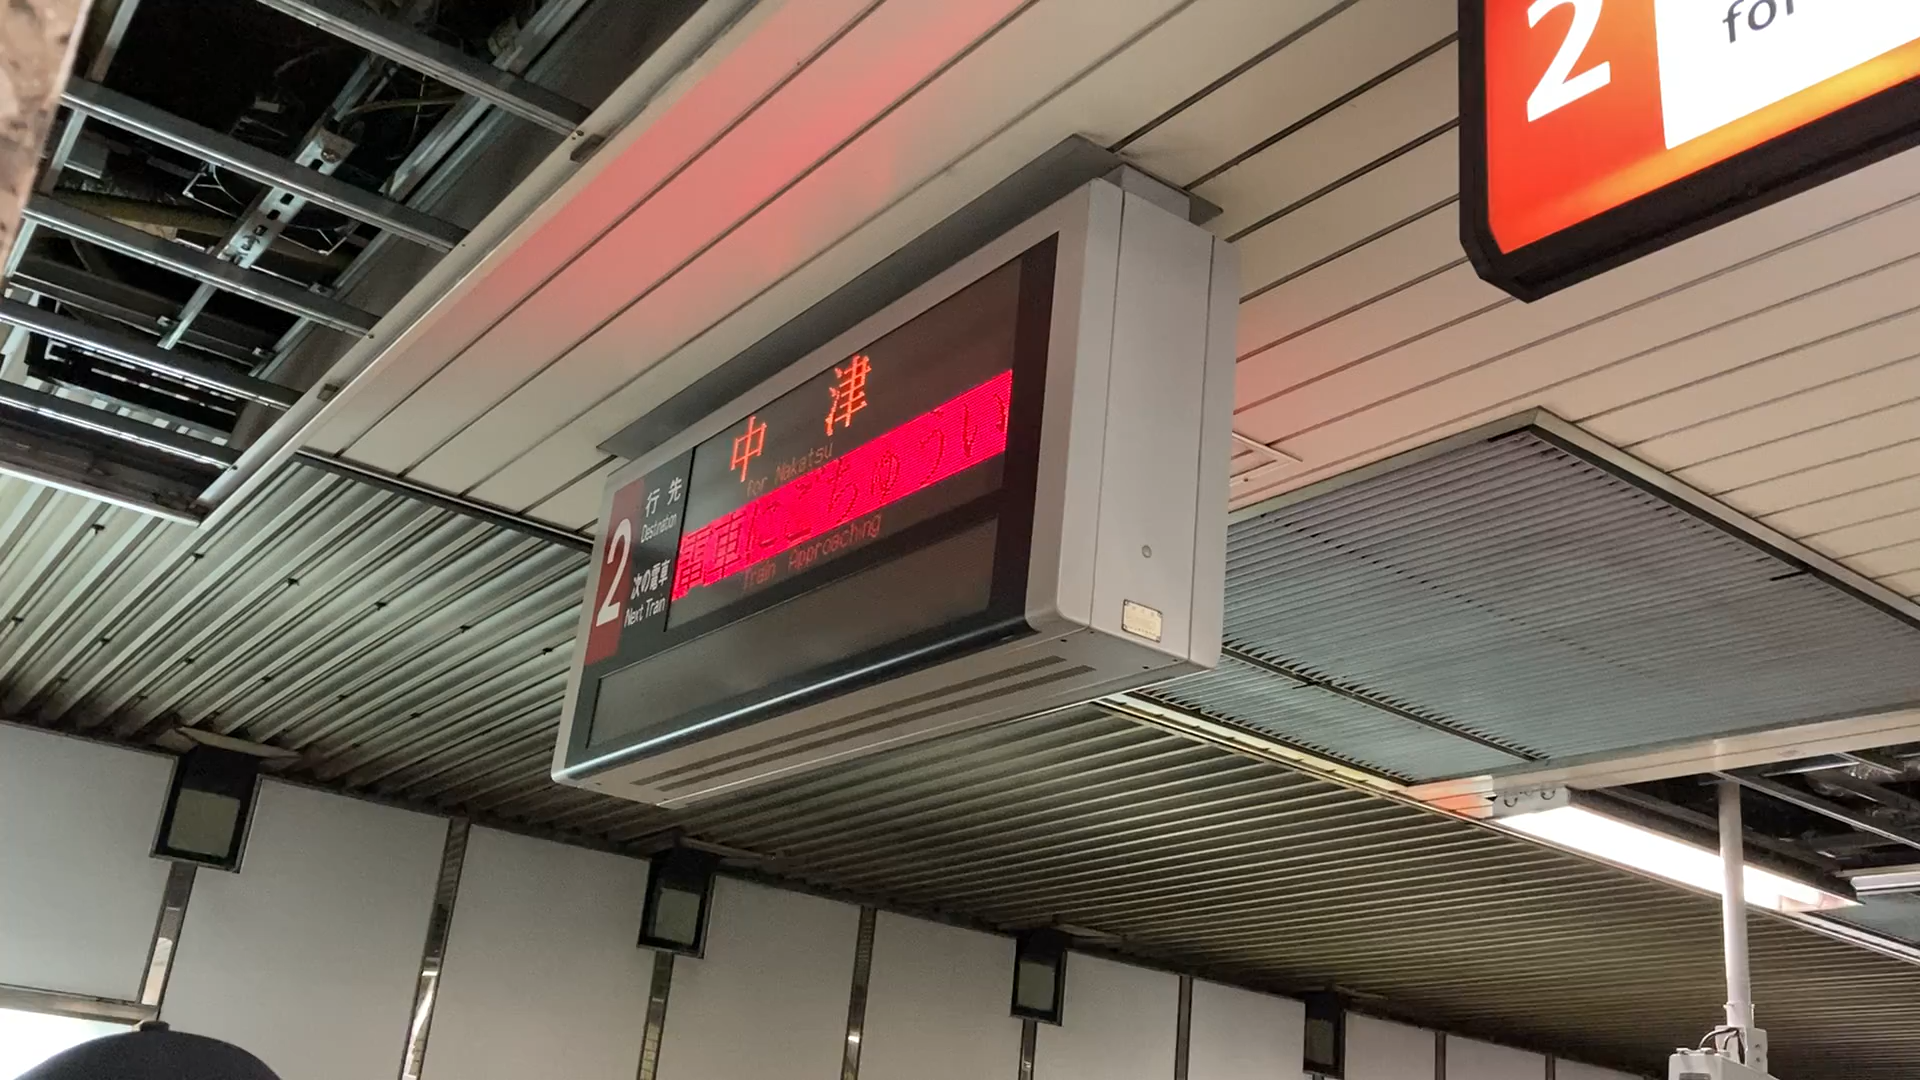 2
for
2
行先
Destination
次の電車
Next Train
中津
for Nakatsu
電車にごちゅうい
Train Approaching